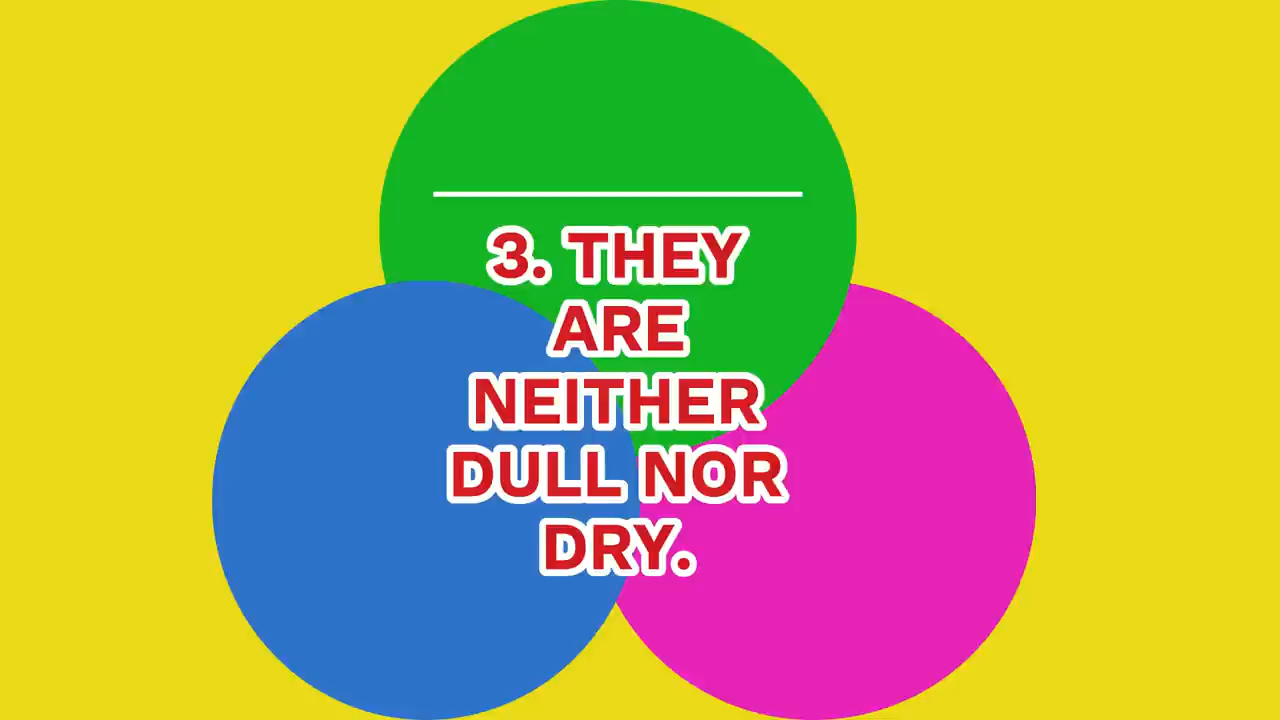 3. THEY
ARE
NEITHER
DULL NOR
DRY.